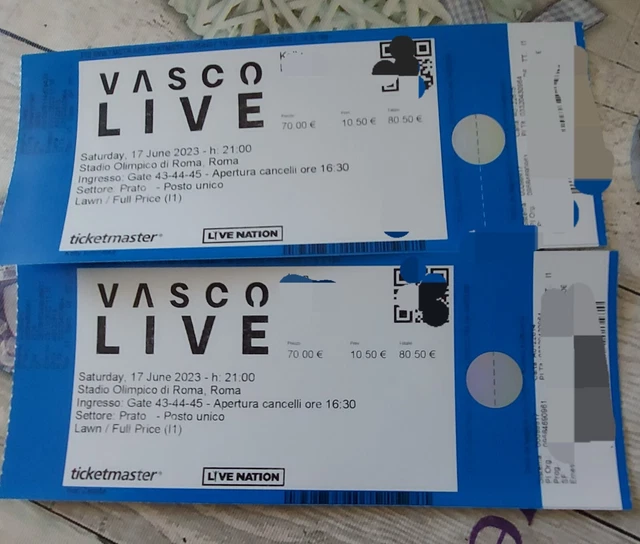 VASCO
LIVE
70.00 € 10.50 € 80.50 €
Saturday, 17 June 2023 - h: 21:00
Stadio Olimpico di Roma, Roma
Ingresso: Gate 43-44-45 - Apertura cancelli ore 16:30
Settore: Prato - Posto unico
Lawn / Full Price (I1)
ticketmaster LIVE NATION
VASCO
LIVE
70.00 € 10.50 € 80.50 €
Saturday, 17 June 2023 - h: 21:00
Stadio Olimpico di Roma, Roma
Ingresso: Gate 43-44-45 - Apertura cancelli ore 16:30
Settore: Prato - Posto unico
Lawn / Full Price (I1)
ticketmaster LIVE NATION